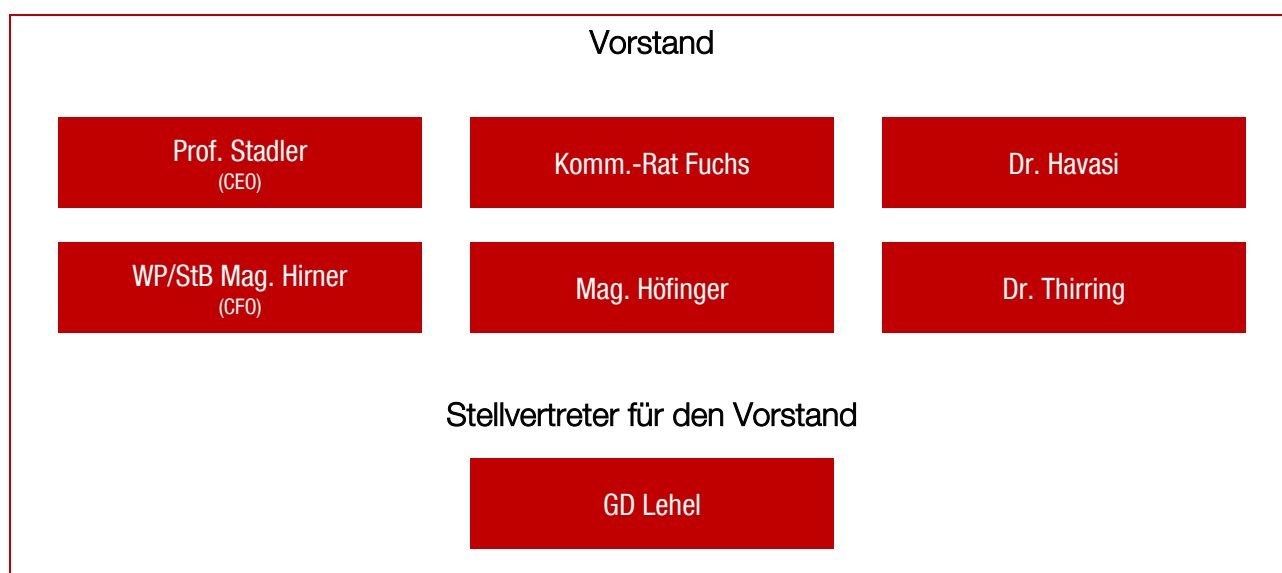 Vorstand
Prof. Stadler
(CEO)
Komm.-Rat Fuchs
Dr. Havasi
WP/StB Mag. Hirner
(CFO)
Mag. Höfinger
Dr. Thirring
Stellvertreter für den Vorstand
GD Lehel